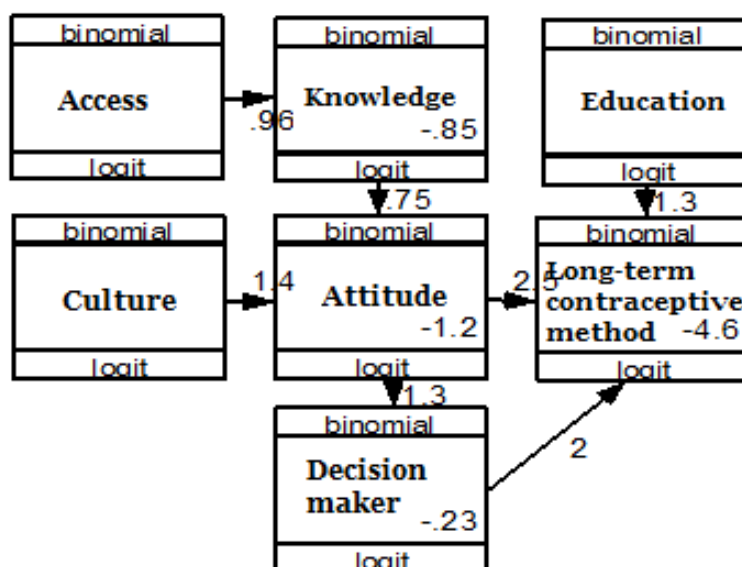 binomial
Access
logit
.96
binomial
Knowledge
-.85
logit
.75
binomial
Education
logit
1.3
binomial
Culture
logit
1.4
binomial
Attitude
-1.2
logit
2.5
1.3
binomial
Long-term
contraceptive
method
-4.6
logit
binomial
Decision
maker
-.23
logit
2